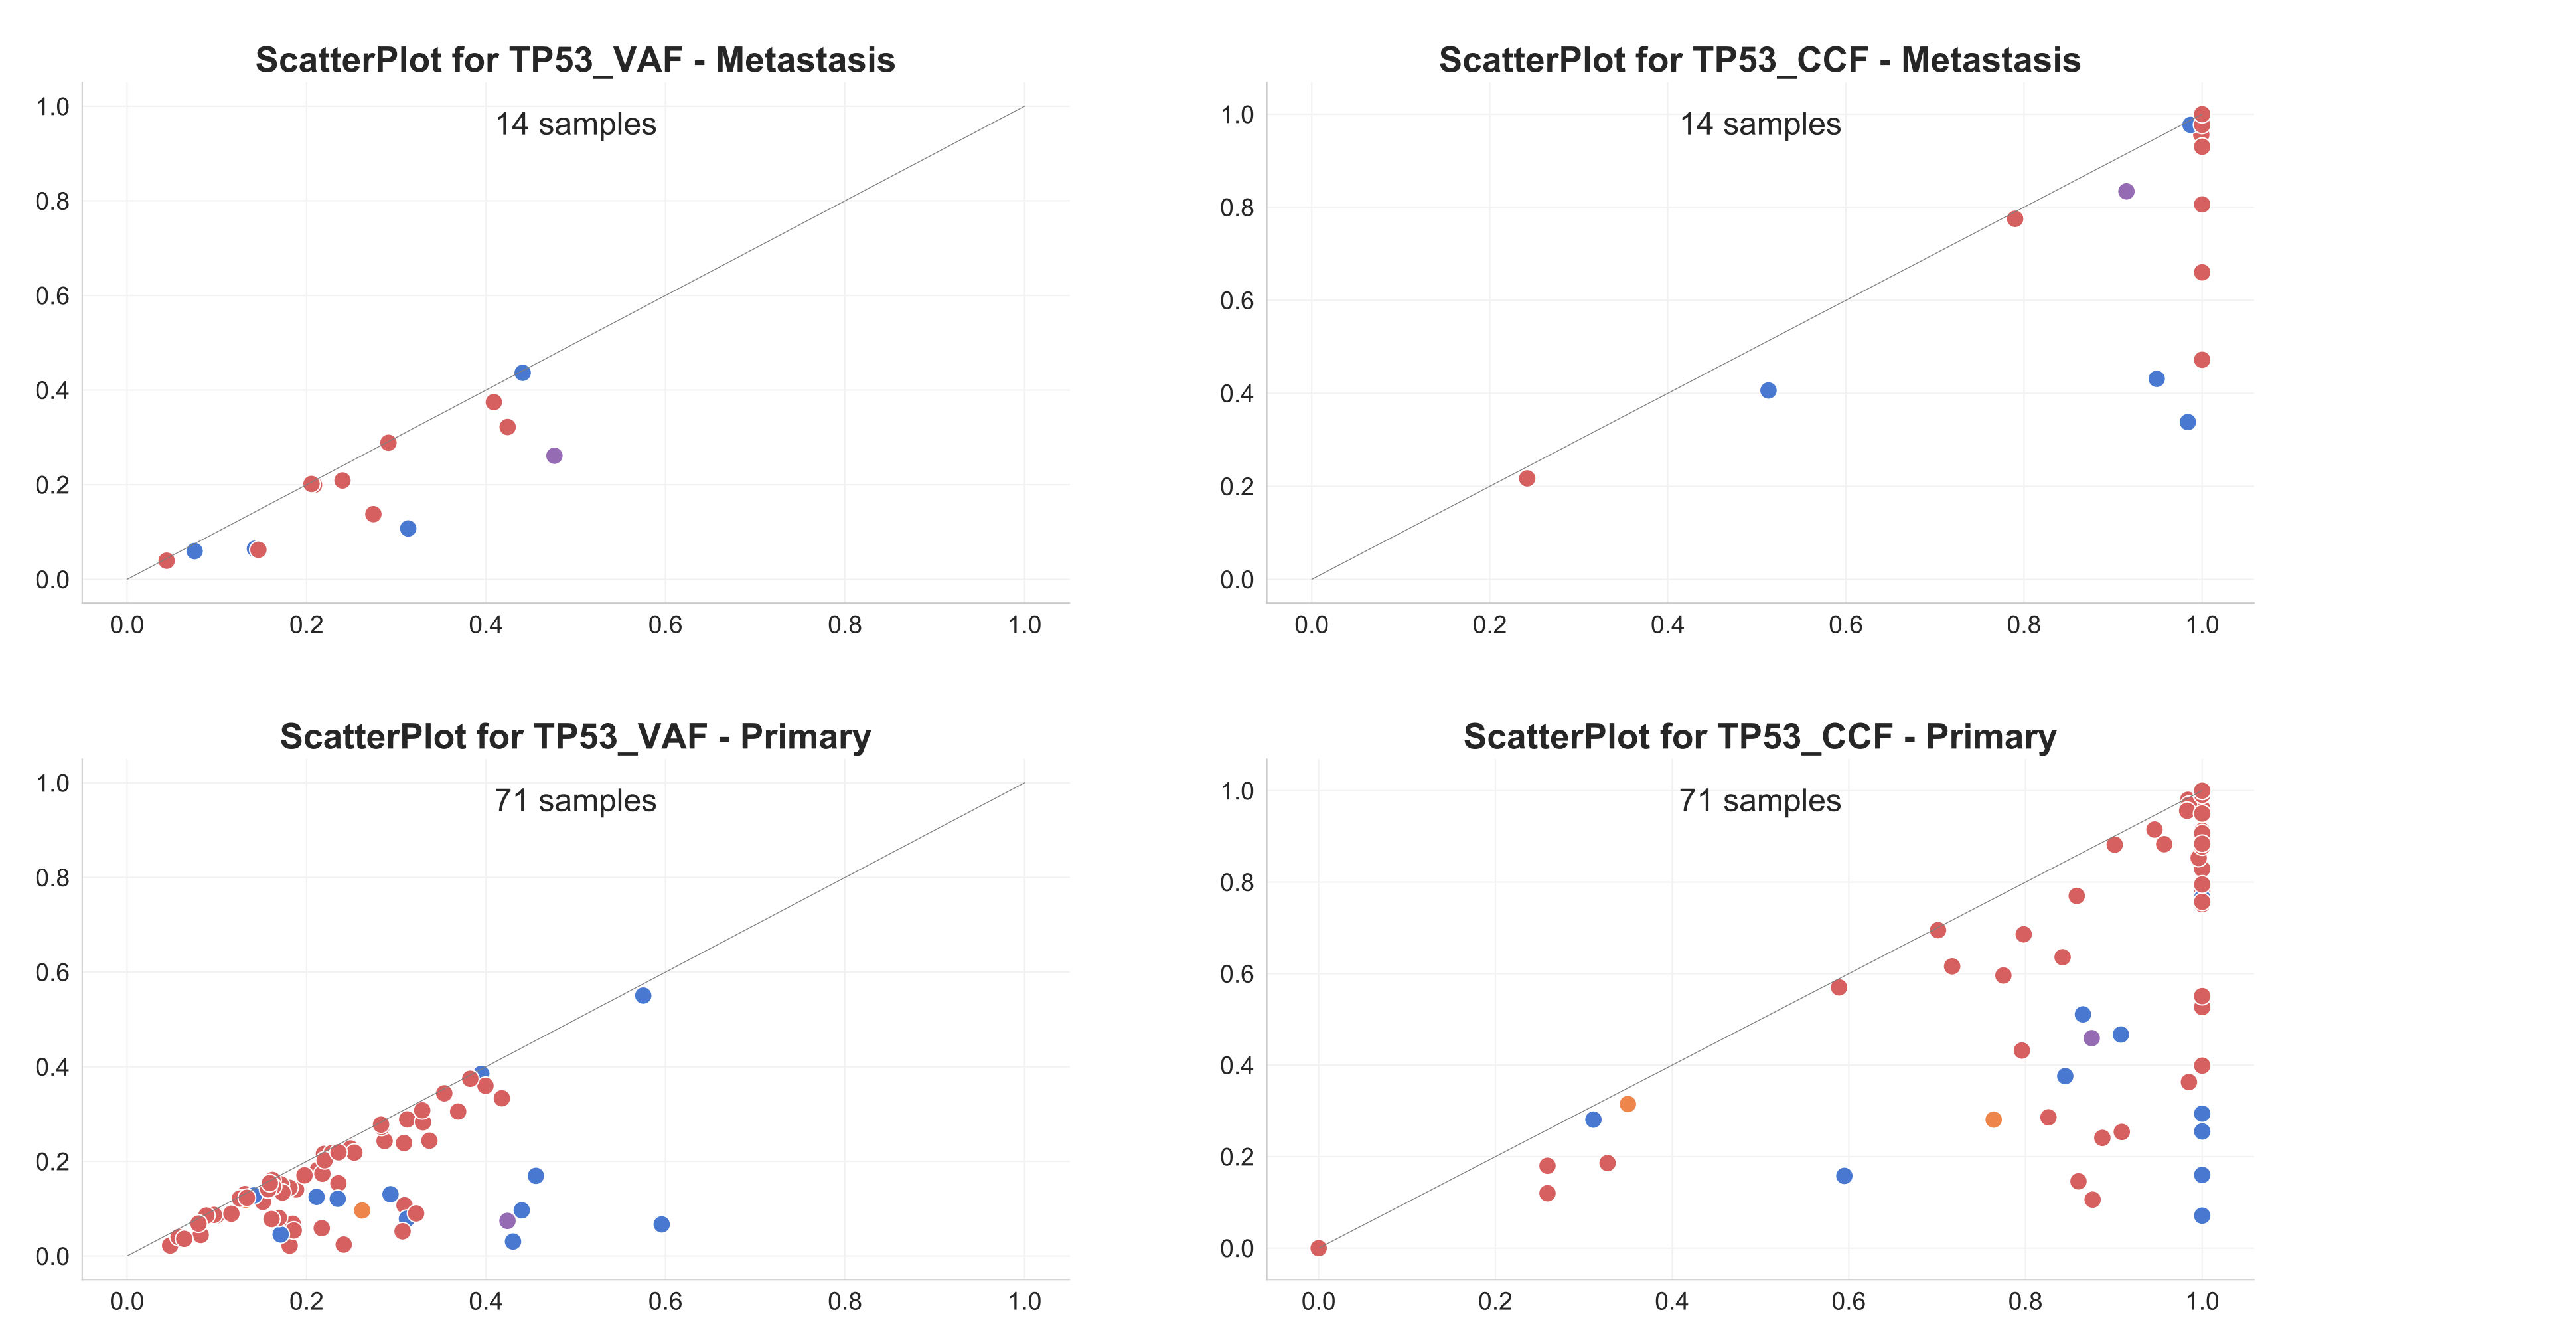 ScatterPlot for TP53_VAF - Metastasis
14 samples
1.0
0.8
0.6
0.4
0.2
0.0
0.0 0.2 0.4 0.6 0.8 1.0
ScatterPlot for TP53_CCF - Metastasis
14 samples
1.0
0.8
0.6
0.4
0.2
0.0
0.0 0.2 0.4 0.6 0.8 1.0
ScatterPlot for TP53_VAF - Primary
71 samples
1.0
0.8
0.6
0.4
0.2
0.0
0.0 0.2 0.4 0.6 0.8 1.0
ScatterPlot for TP53_CCF - Primary
71 samples
1.0
0.8
0.6
0.4
0.2
0.0
0.0 0.2 0.4 0.6 0.8 1.0